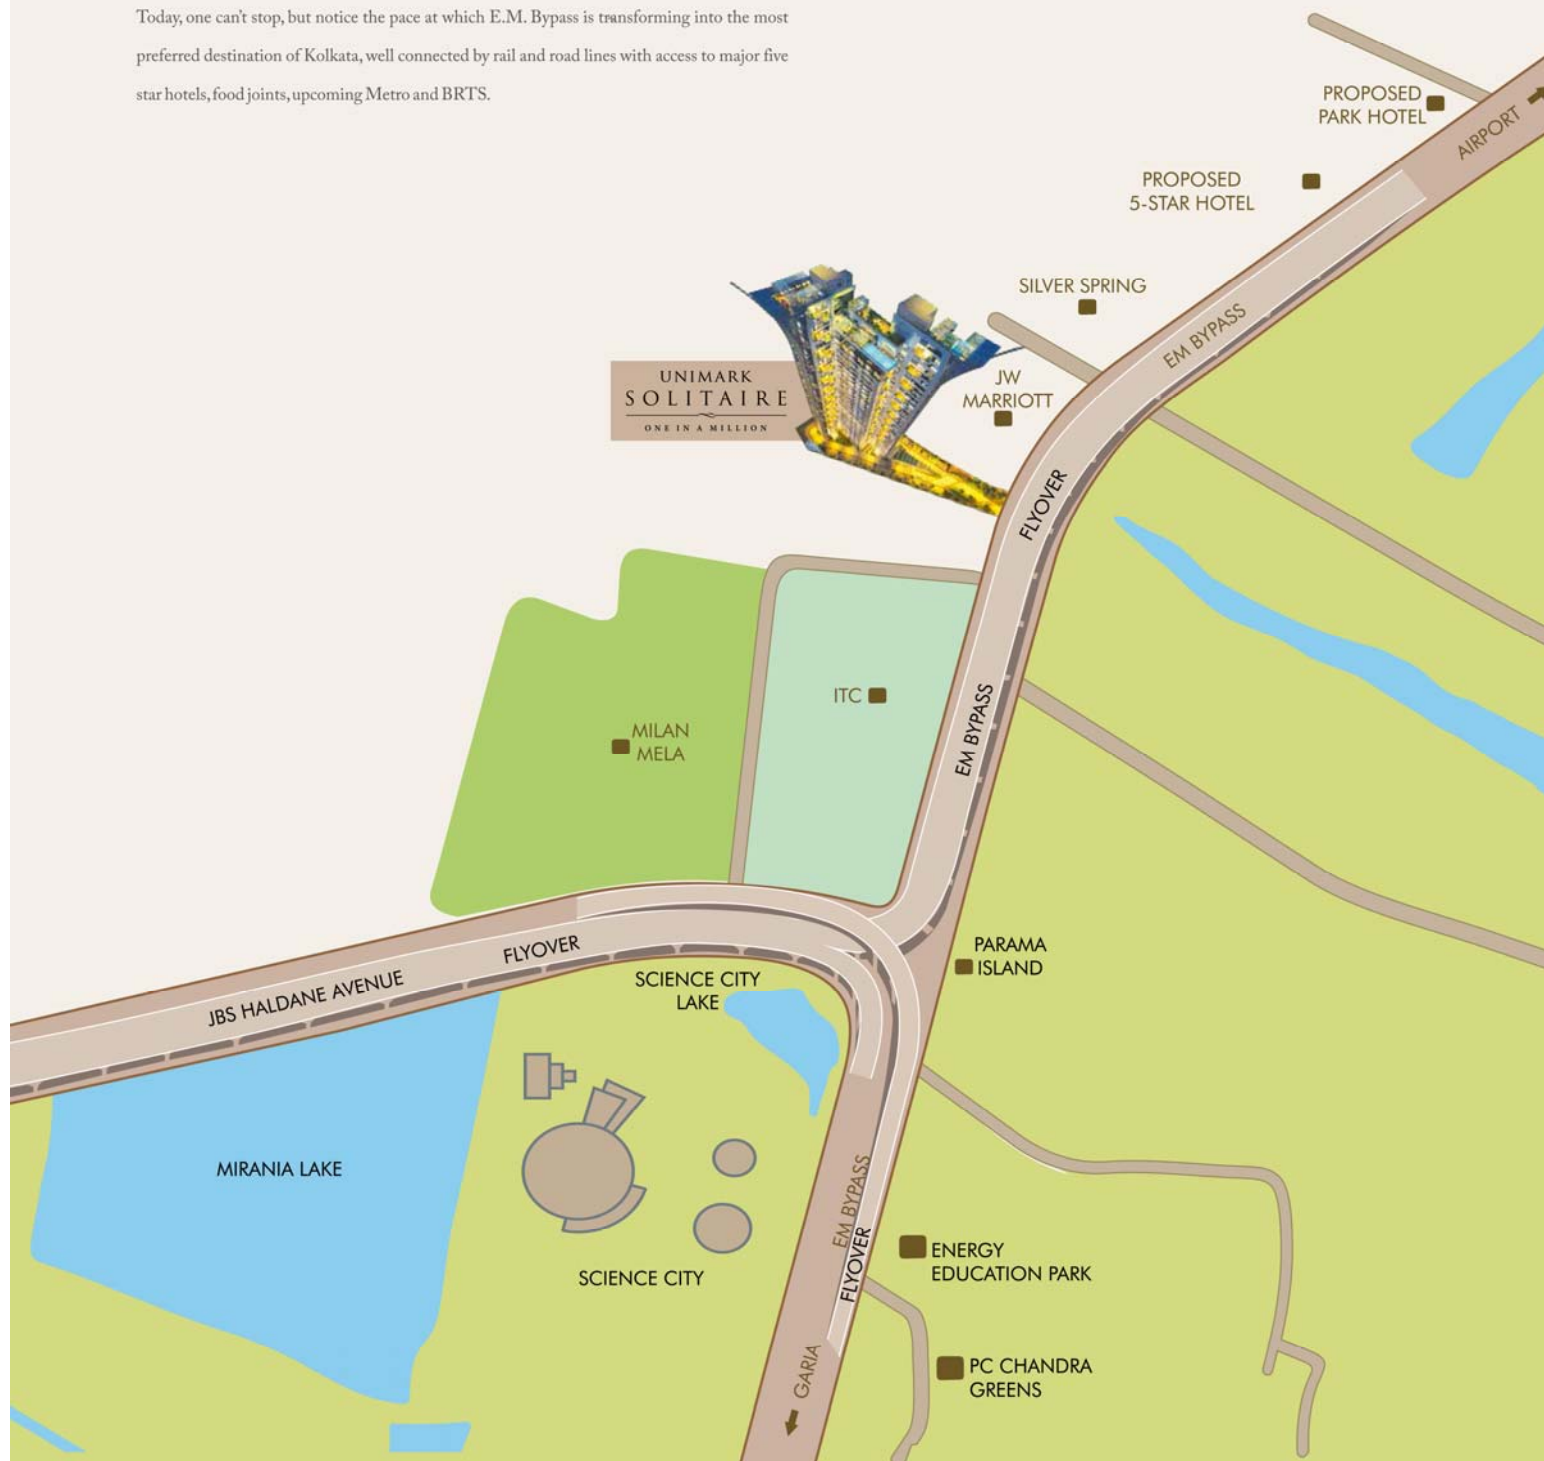 Today, one can't stop, but notice the pace at which E.M. Bypass is transforming into the most
preferred destination of Kolkata, well connected by rail and road lines with access to major five
star hotels, food joints, upcoming Metro and BRTS.
PROPOSED
PARK HOTEL
AIRPORT
PROPOSED
5-STAR HOTEL
SILVER SPRING
EM BYPASS
UNIMARK
SOLITAIRE
ONE IN A MILLION
JW
MARRIOTT
FLYOVER
ITC
EM BYPASS
MILAN
MELA
PARAMA
ISLAND
FLYOVER
JBS HALDANE AVENUE
SCIENCE CITY
LAKE
MIRANIA LAKE
SCIENCE CITY
EM BYPASS
FLYOVER
ENERGY
EDUCATION PARK
GARIA
PC CHANDRA
GREENS